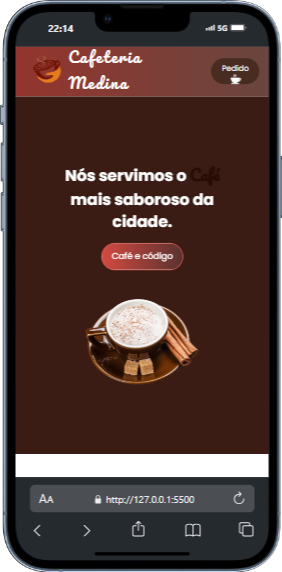 22:14
5G
Cafeteria
Medina
Pedido
Nós servimos o Café
mais saboroso da
cidade.
Café e código
AA
http://127.0.0.1:5500